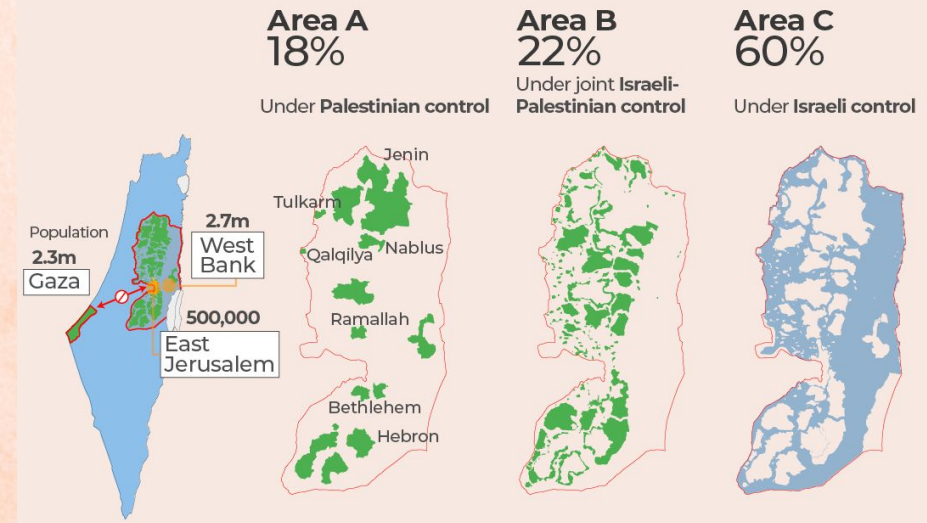 Area A
18%
Under Palestinian control
Area B
22%
Under joint Israeli-
Palestinian control
Area C
60%
Under Israeli control
Population
2.3m
Gaza
2.7m
West
Bank
500,000
East
Jerusalem
Jenin
Tulkarm
Qalqilya
Nablus
Ramallah
Bethlehem
Hebron